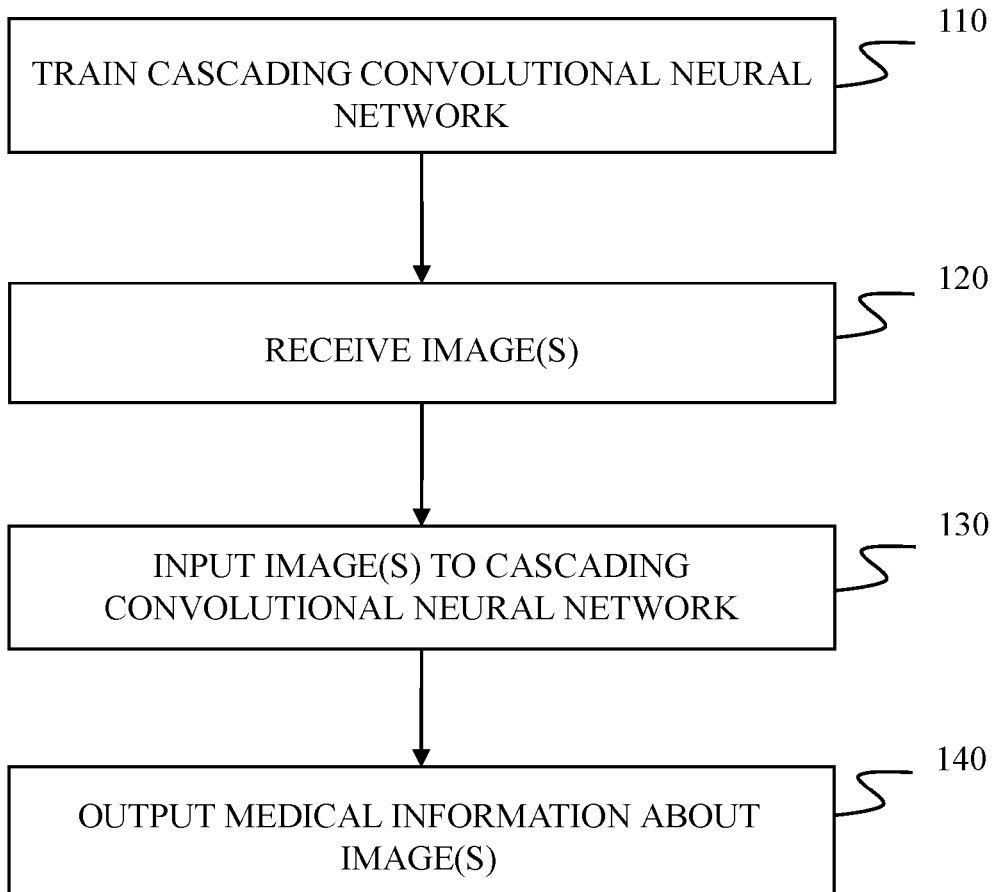 110
TRAIN CASCADING CONVOLUTIONAL NEURAL
NETWORK
120
RECEIVE IMAGE(S)
130
INPUT IMAGE(S) TO CASCADING
CONVOLUTIONAL NEURAL NETWORK
140
OUTPUT MEDICAL INFORMATION ABOUT
IMAGE(S)